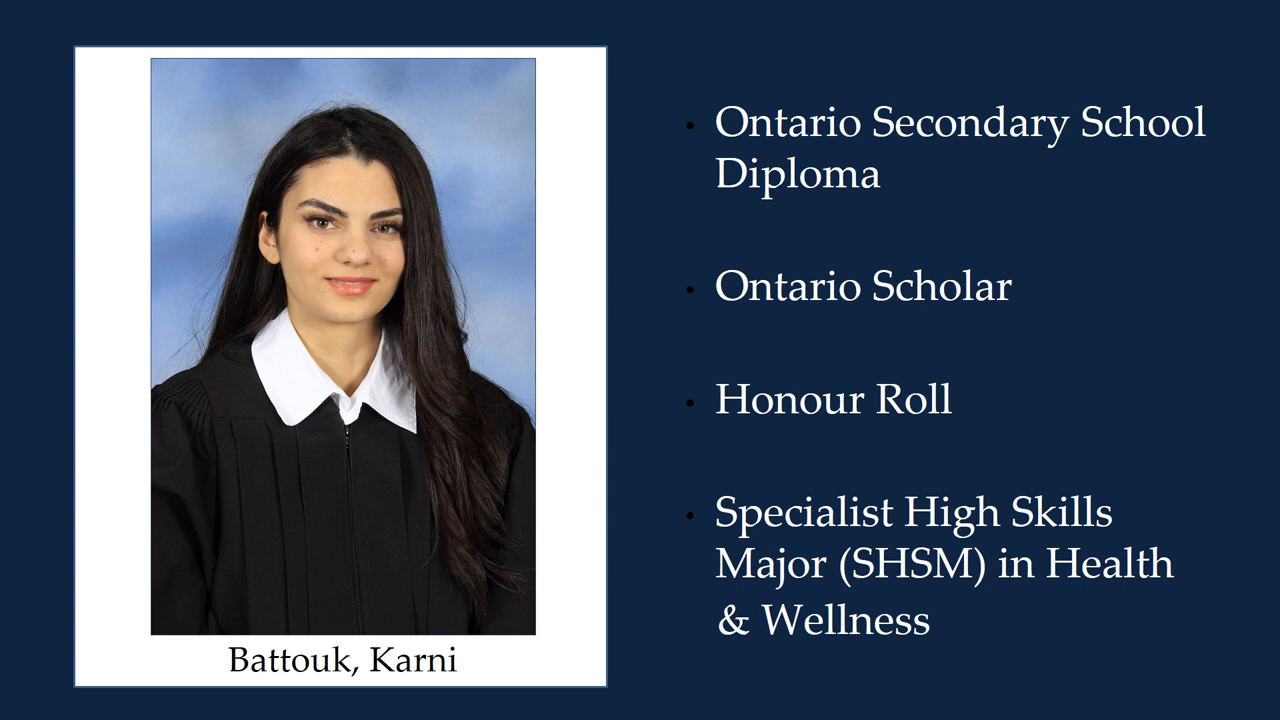 Battouk, Karni
Ontario Secondary School
Diploma
Ontario Scholar
Honour Roll
Specialist High Skills
Major (SHSM) in Health
& Wellness